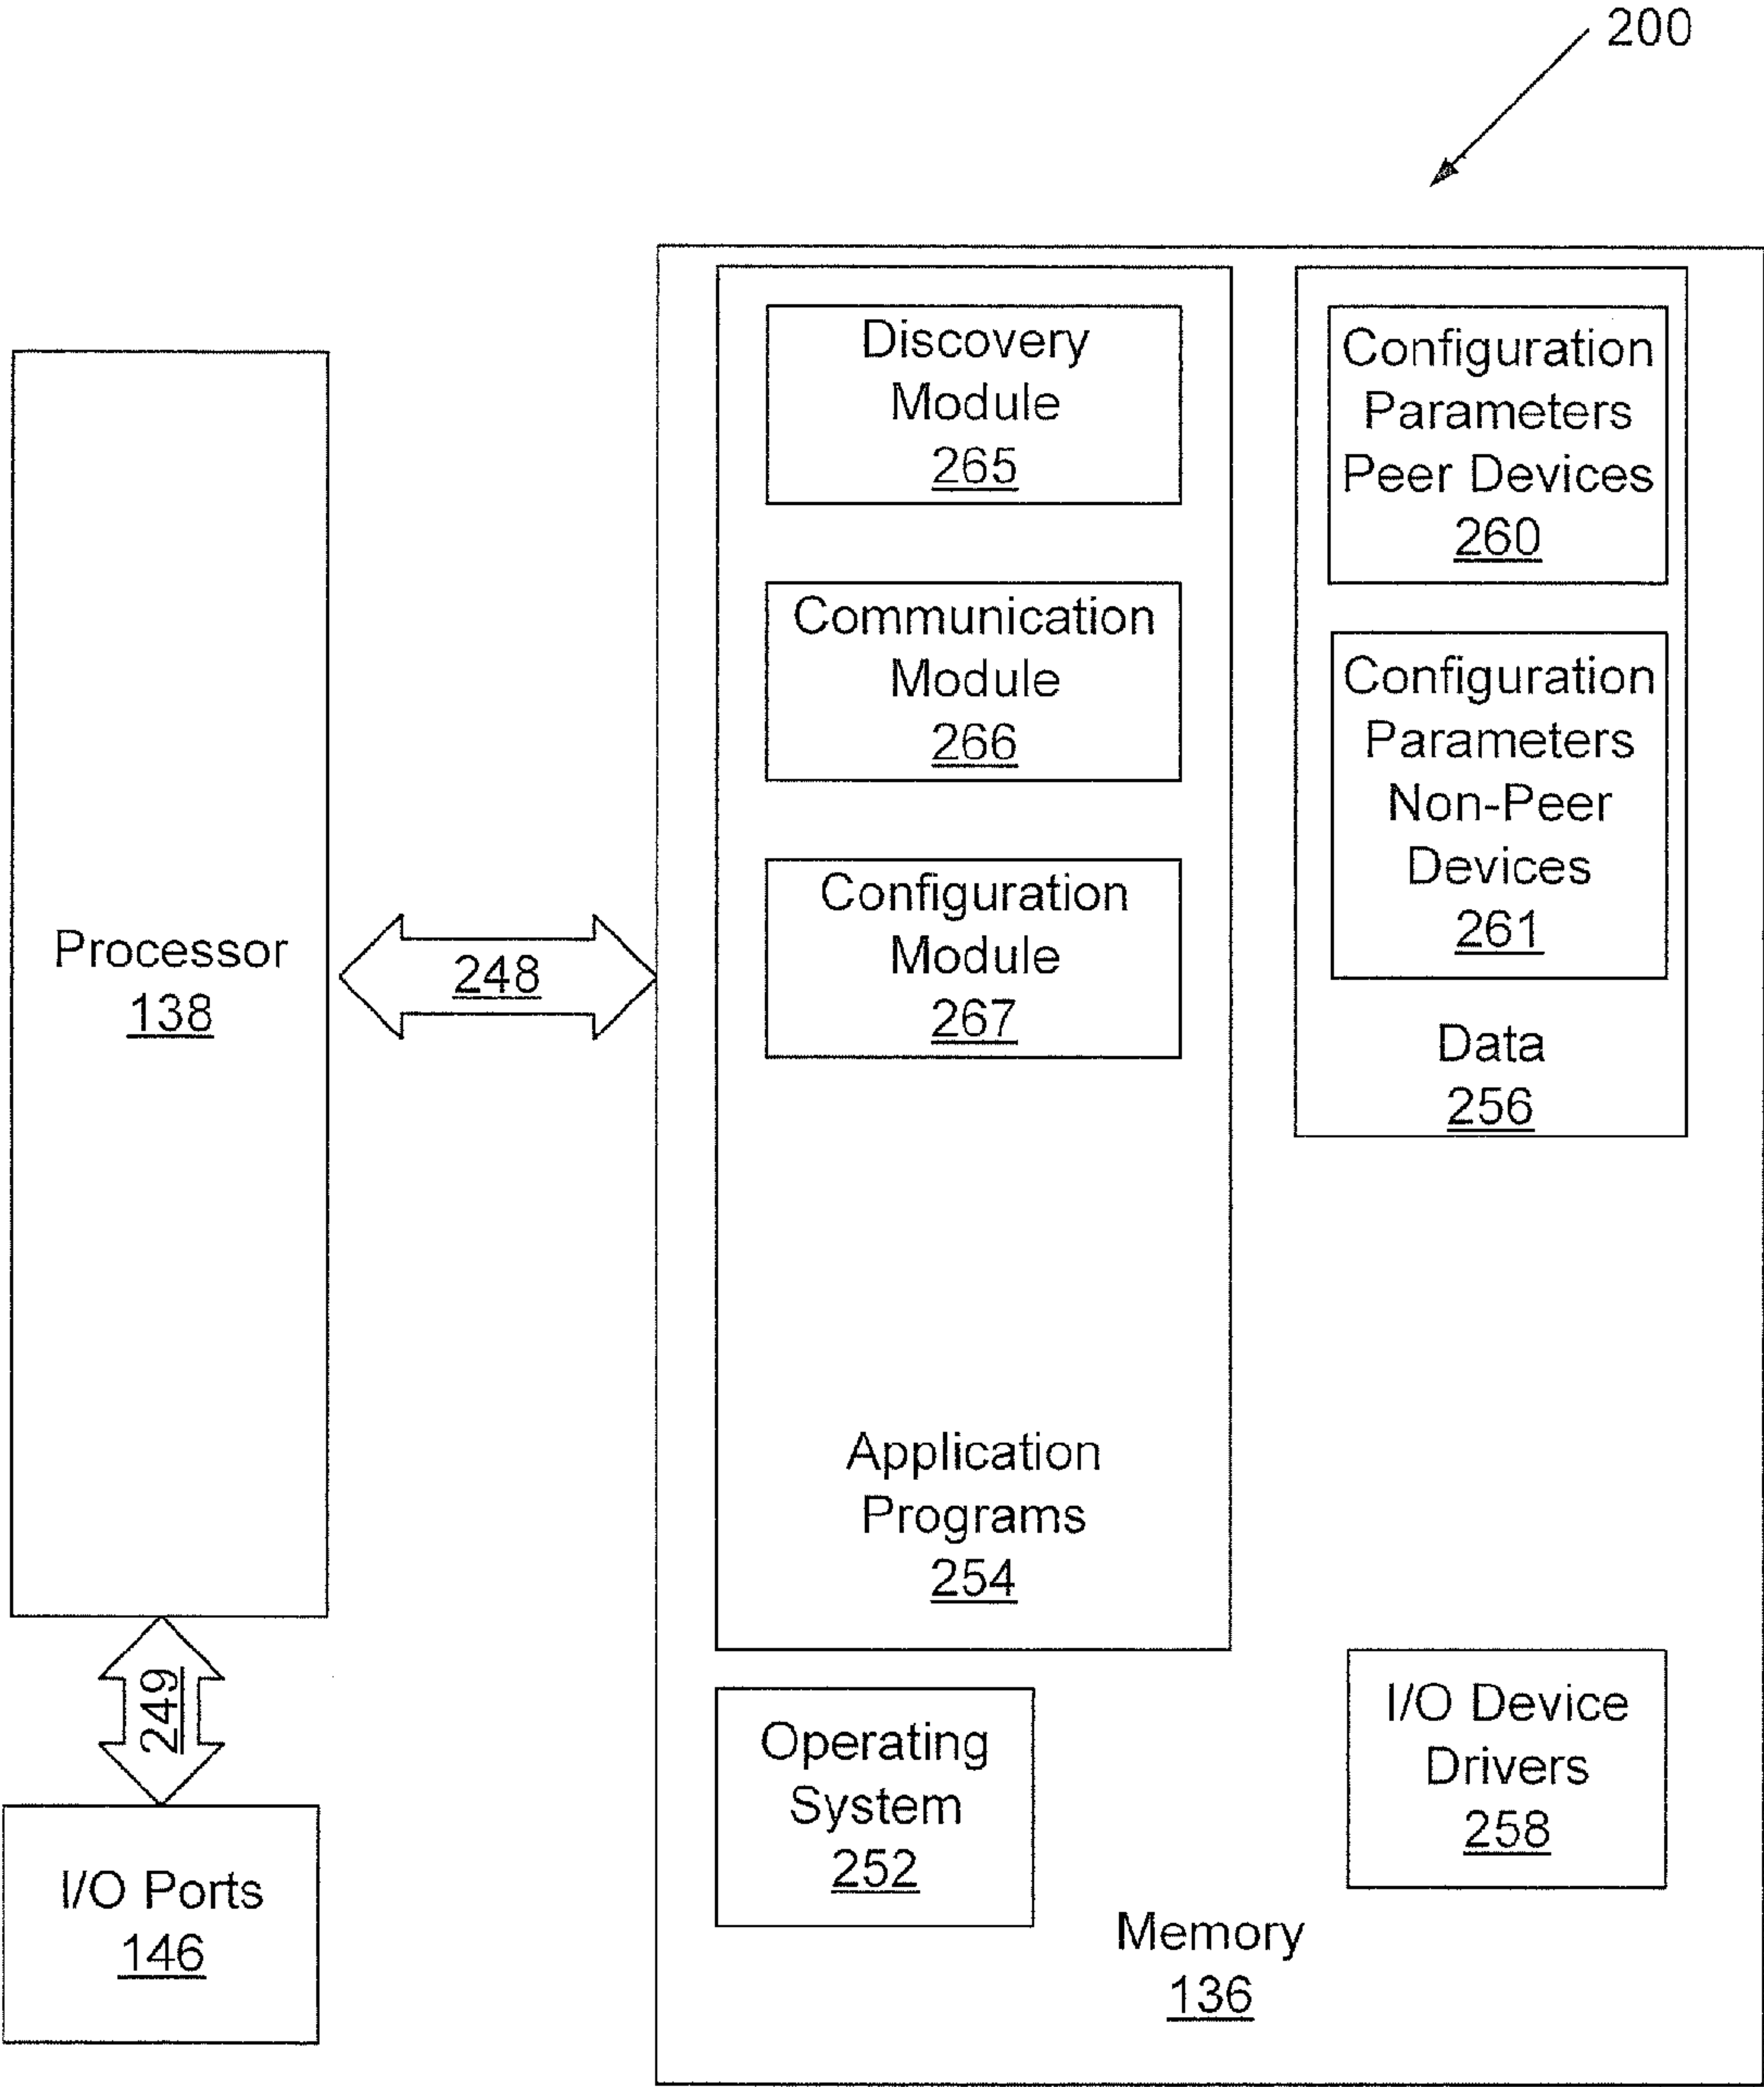 200
Discovery
Module
265
Communication
Module
266
Configuration
Module
267
Application
Programs
254
Configuration
Parameters
Peer Devices
260
Configuration
Parameters
Non-Peer
Devices
261
Data
256
Processor
138
248
249
I/O Ports
146
Operating
System
252
I/O Device
Drivers
258
Memory
136